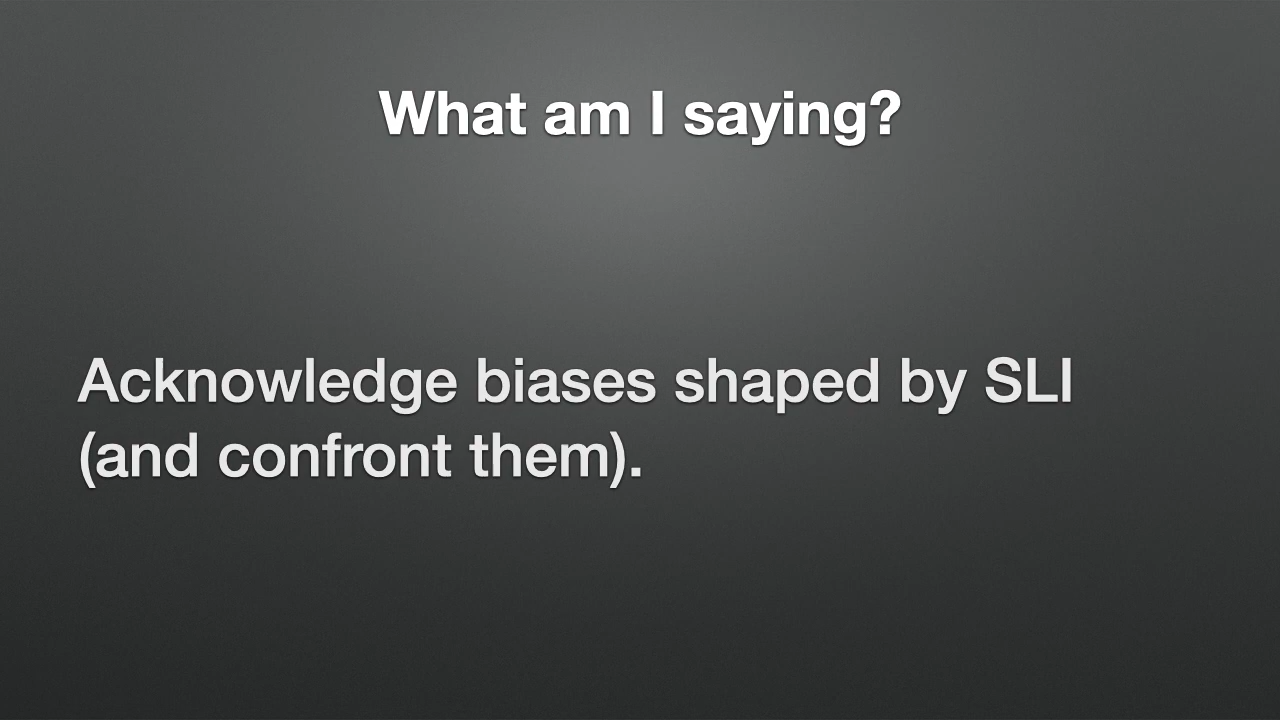 What am I saying?
Acknowledge biases shaped by SLI
(and confront them).